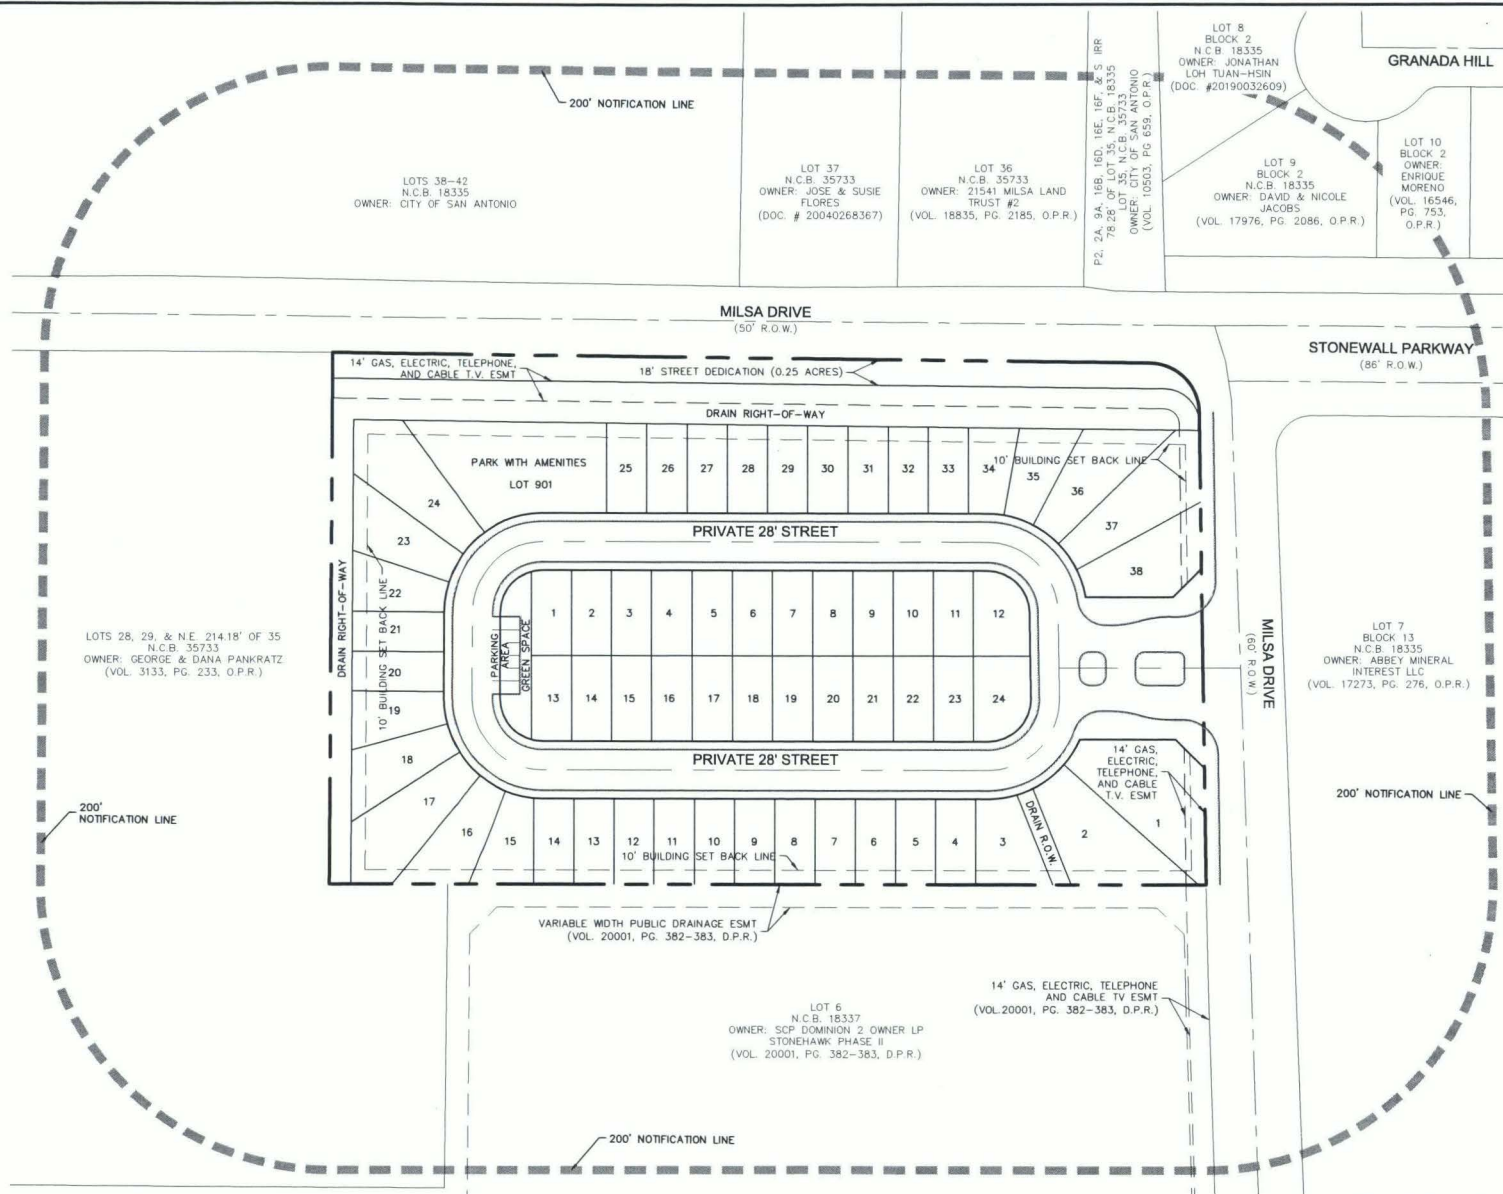 LOT 8
BLOCK 2
N.C.B. 18335
OWNER: JONATHAN
LOH TUAN-HSIN
(DOC. #20190032609)
GRANADA HILL
200' NOTIFICATION LINE
LOTS 38-42
N.C.B. 18335
OWNER: CITY OF SAN ANTONIO
LOT 37
N.C.B. 35733
OWNER: JOSE & SUSIE
FLORES
(DOC. # 20040268367)
LOT 36
N.C.B. 35733
OWNER: 21541 MILSA LAND
TRUST #2
(VOL. 18835, PG. 2185, O.P.R.)
P2, 2A, 9A, 16B, 16D, 16E, 16F, & S IRR
78.28' OF LOT 35, N.C.B. 18335
LOT 35, N.C.B. 35733
OWNER: CITY OF SAN ANTONIO
(VOL. 10503, PG 659, O.P.R.)
LOT 9
BLOCK 2
N.C.B. 18335
OWNER: DAVID & NICOLE
JACOBS
(VOL. 17976, PG. 2086, O.P.R.)
LOT 10
BLOCK 2
OWNER:
ENRIQUE
MORENO
(VOL. 16546,
PG. 753,
O.P.R.)
MILSA DRIVE
(50' R.O.W.)
STONEWALL PARKWAY
(86' R.O.W.)
14' GAS, ELECTRIC, TELEPHONE,
AND CABLE T.V. ESMT
18' STREET DEDICATION (0.25 ACRES)
DRAIN RIGHT-OF-WAY
PARK WITH AMENITIES
LOT 901
25 26 27 28 29 30 31 32 33 34
10' BUILDING SET BACK LINE
35
36
37
38
24
23
22
21
20
19
18
17
16
15
DRAIN RIGHT-OF-WAY
10' BUILDING SET BACK LINE
PRIVATE 28' STREET
PARKING
AREA
GREEN SPACE
1 2 3 4 5 6 7 8 9 10 11 12
13 14 15 16 17 18 19 20 21 22 23 24
PRIVATE 28' STREET
LOTS 28, 29, & N.E. 214.18' OF 35
N.C.B. 35733
OWNER: GEORGE & DANA PANKRATZ
(VOL. 3133, PG. 233, O.P.R.)
MILSA DRIVE
(60' R.O.W.)
LOT 7
BLOCK 13
N.C.B. 18335
OWNER: ABBEY MINERAL
INTEREST LLC
(VOL. 17273, PG. 276, O.P.R.)
14' GAS,
ELECTRIC,
TELEPHONE,
AND CABLE
T.V. ESMT
200'
NOTIFICATION LINE
200' NOTIFICATION LINE
14 13 12 11 10 9 8 7 6 5 4 3
DRAIN R.O.W.
2
1
10' BUILDING SET BACK LINE
VARIABLE WIDTH PUBLIC DRAINAGE ESMT
(VOL. 20001, PG. 382-383, D.P.R.)
14' GAS, ELECTRIC, TELEPHONE
AND CABLE TV ESMT
(VOL.20001, PG. 382-383, D.P.R.)
LOT 6
N.C.B. 18337
OWNER: SCP DOMINION 2 OWNER LP
STONEHAWK PHASE II
(VOL. 20001, PG. 382-383, D.P.R.)
200' NOTIFICATION LINE